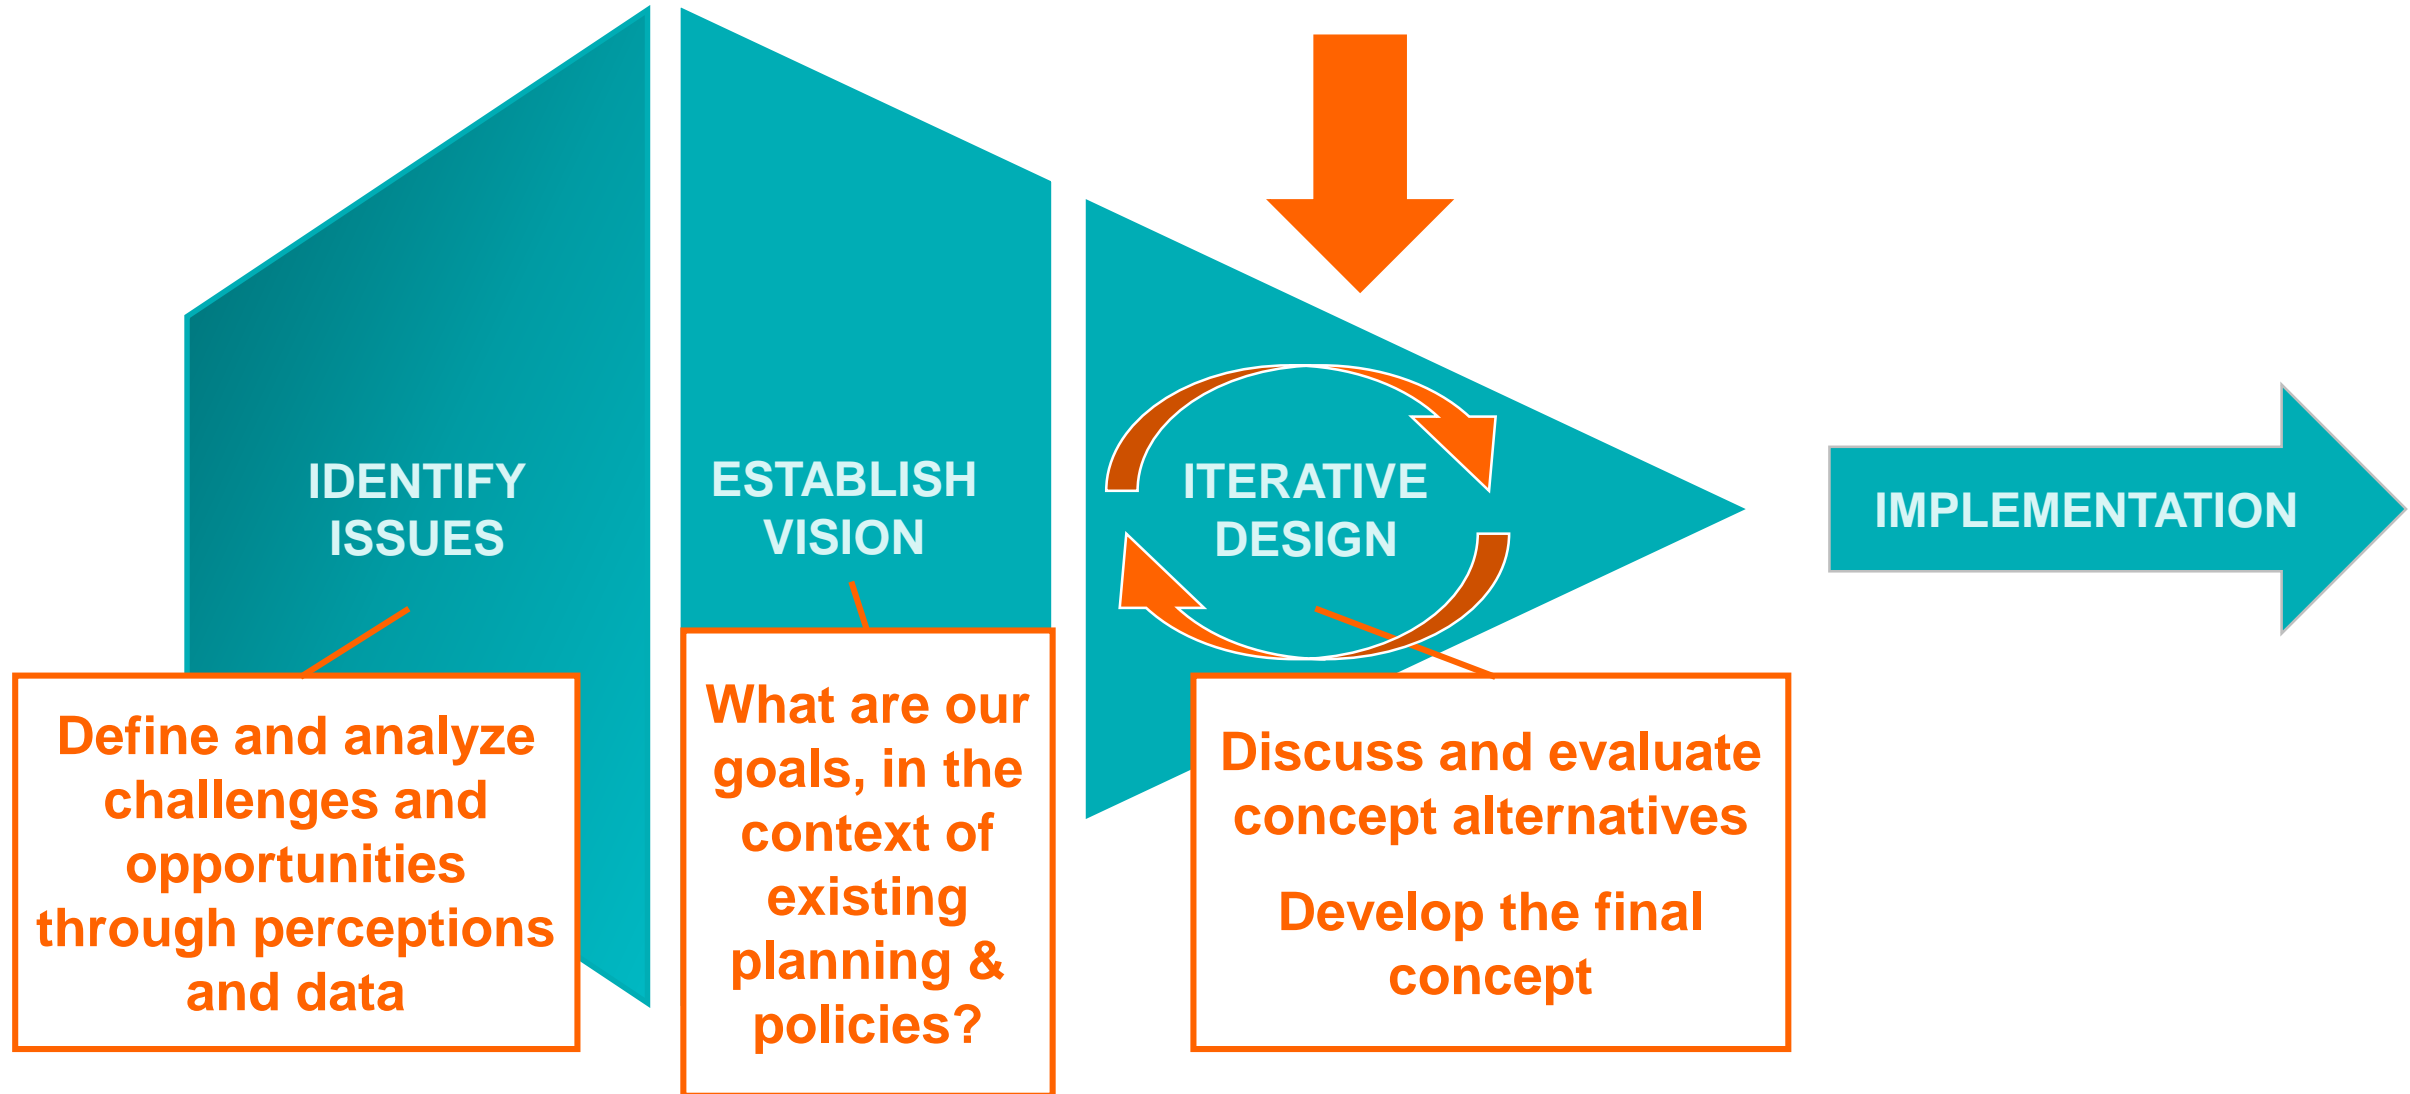 IDENTIFY
ISSUES
ESTABLISH
VISION
ITERATIVE
DESIGN
IMPLEMENTATION
Define and analyze
challenges and
opportunities
through perceptions
and data
What are our
goals, in the
context of
existing
planning &
policies?
Discuss and evaluate
concept alternatives
Develop the final
concept